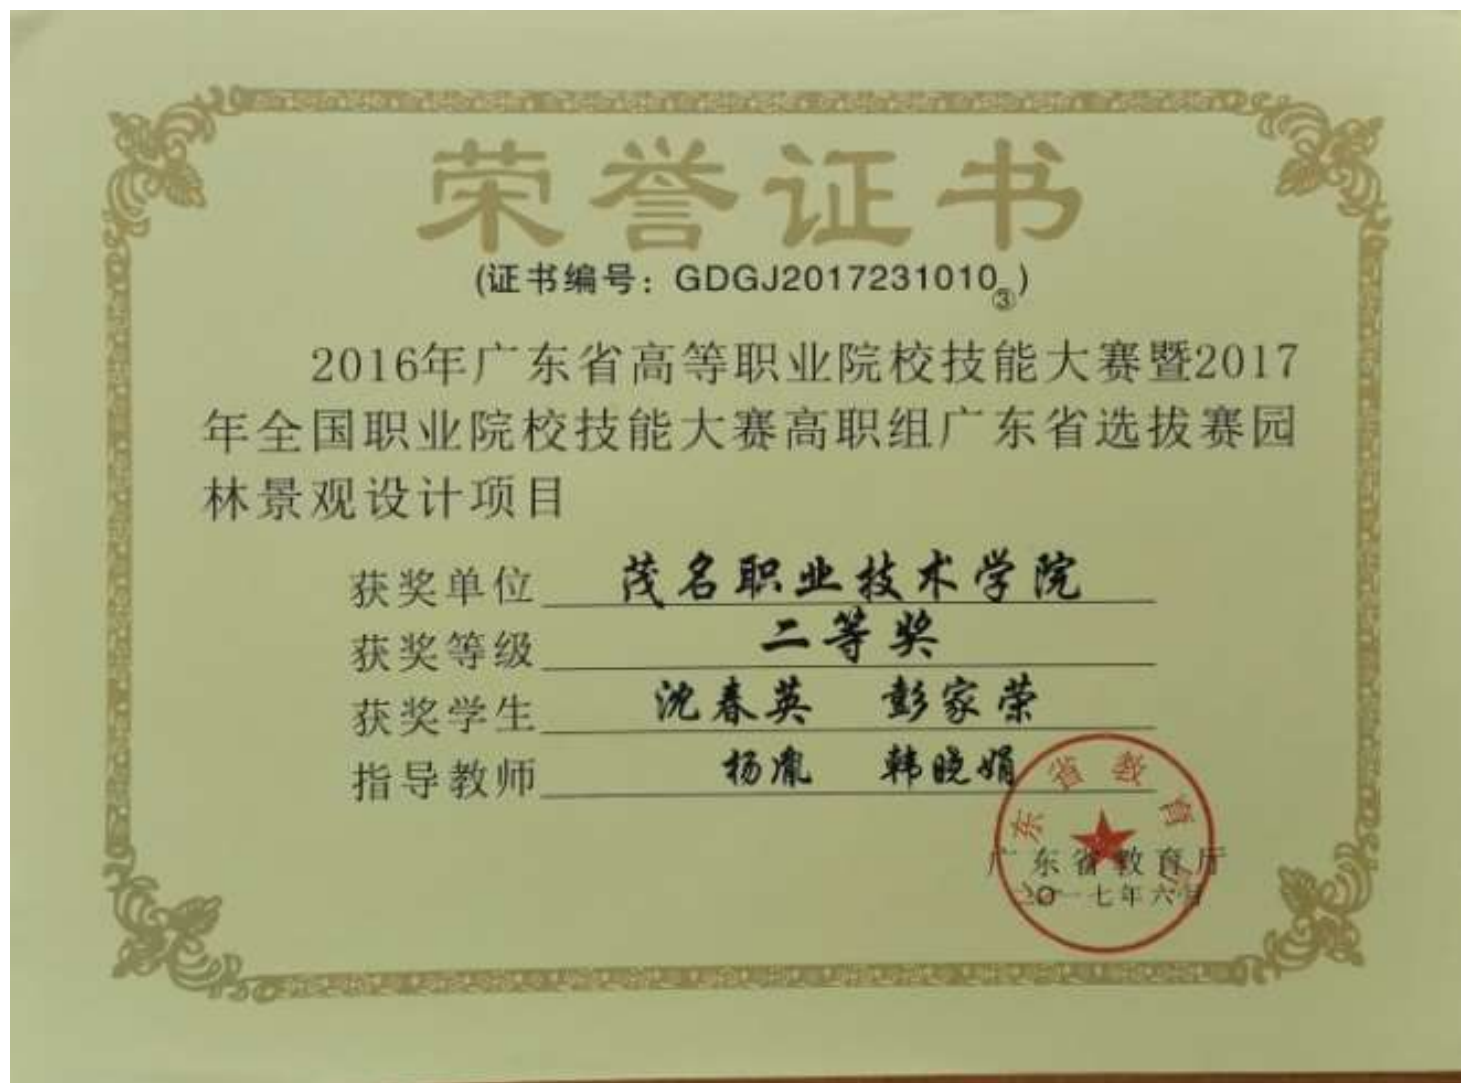 荣誉证书
(证书编号：GDGJ2017231010③)
2016年广东省高等职业院校技能大赛暨2017
年全国职业院校技能大赛高职组广东省选拔赛园
林景观设计项目
获奖单位 茂名职业技术学院
获奖等级 二等奖
获奖学生 沈春英 彭家荣
指导教师 杨胤 韩晓娟
东省教育
广东省教育厅
二〇一七年六月